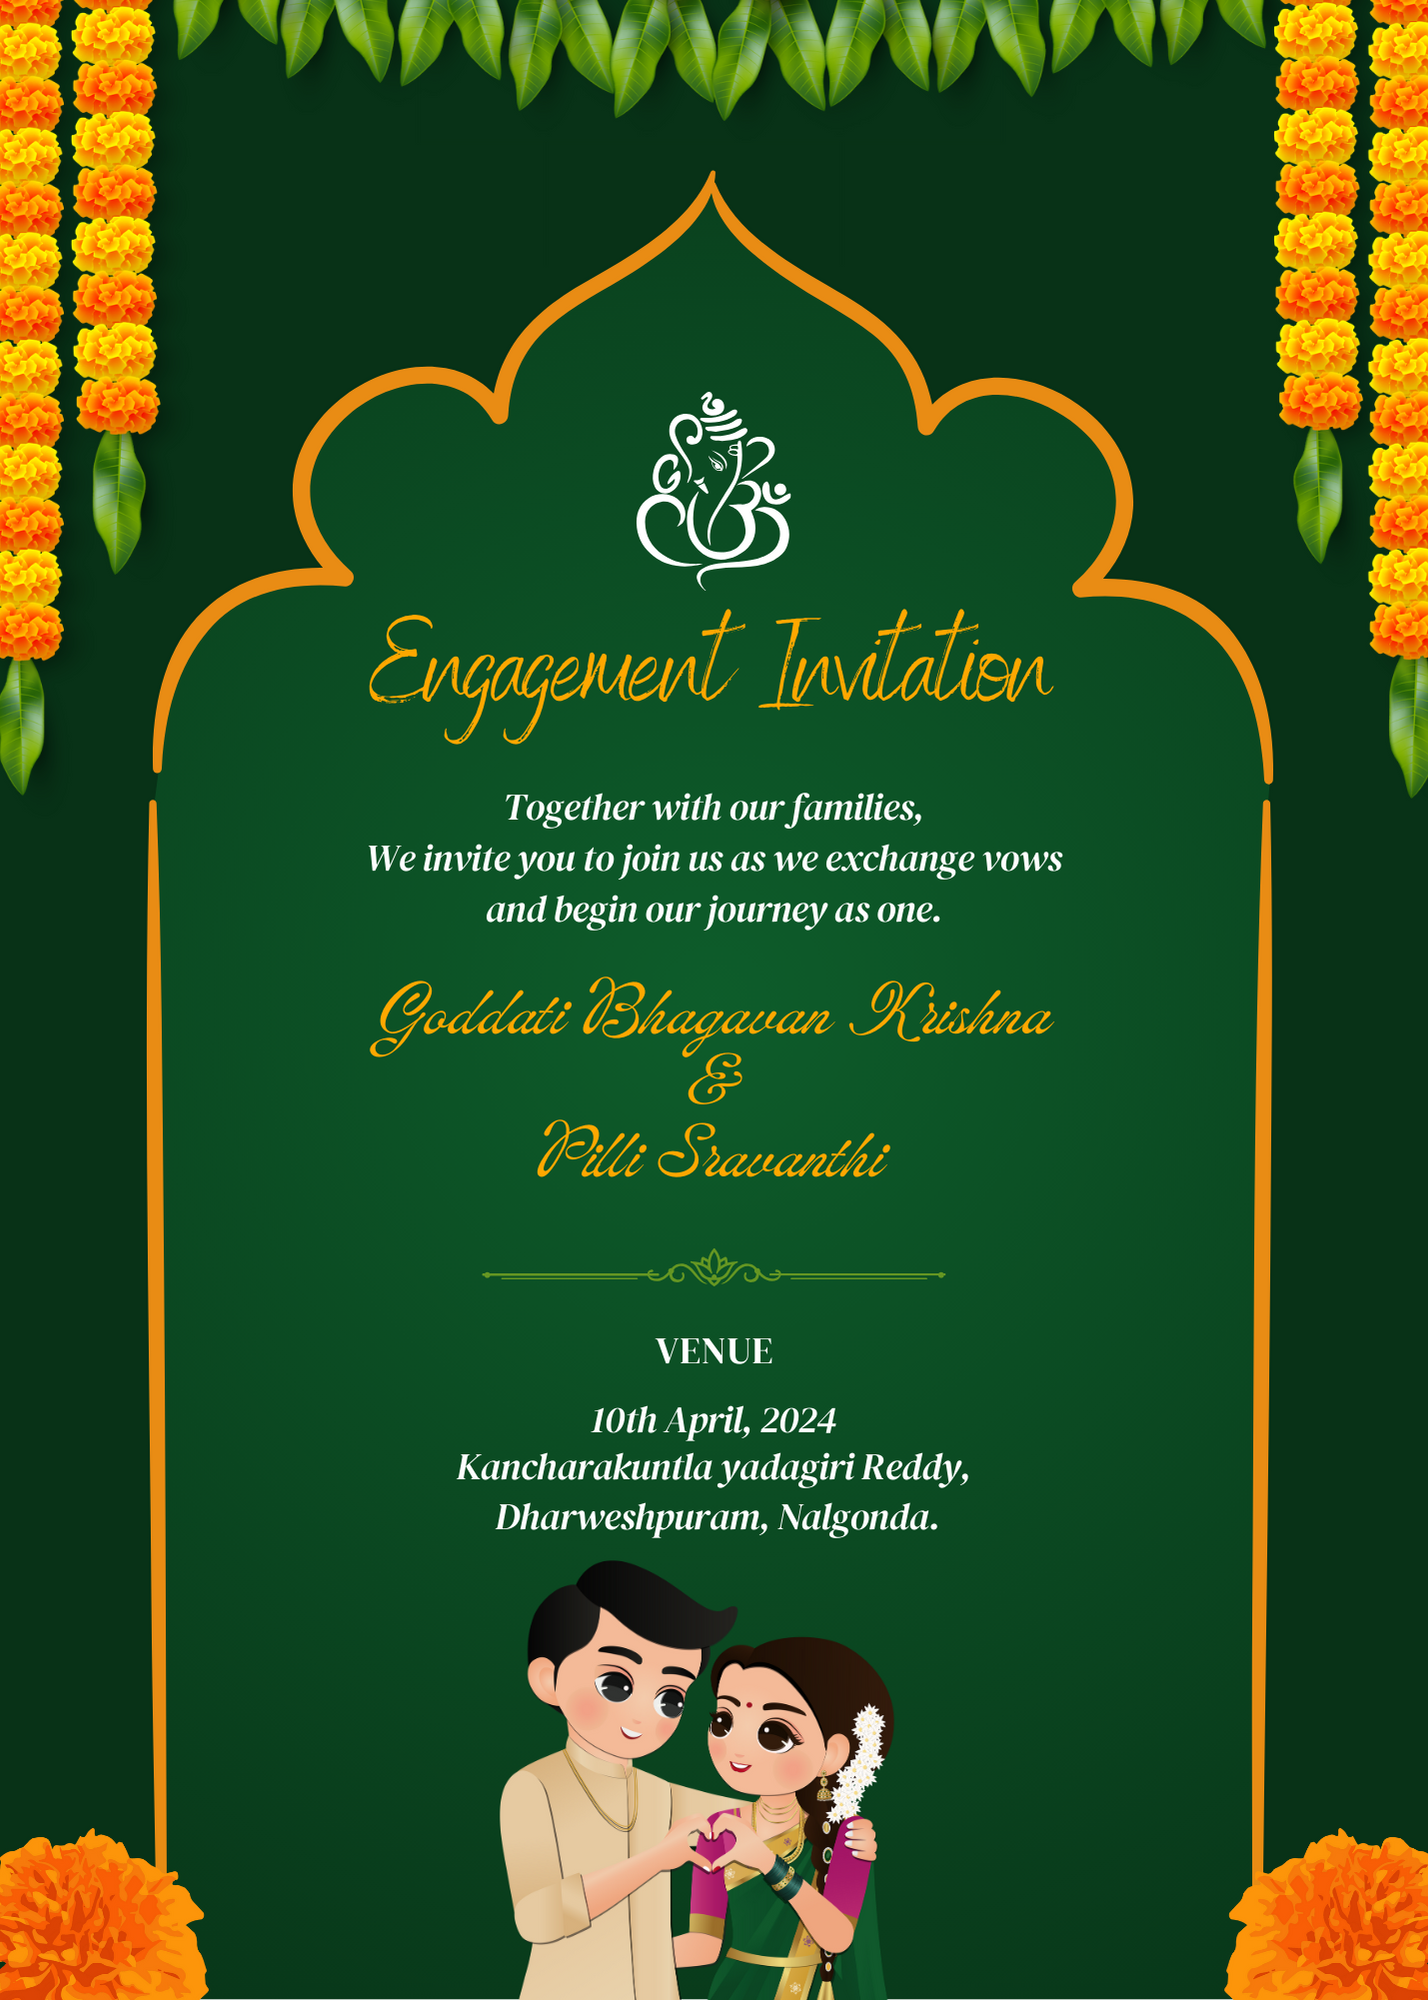 Engagement Invitation
Together with our families,
We invite you to join us as we exchange vows
and begin our journey as one.
Goddati Bhagavan Krishna
&
Pilli Sravanthi
VENUE
10th April, 2024
Kancharakuntla yadagiri Reddy,
Dharweshpuram, Nalgonda.